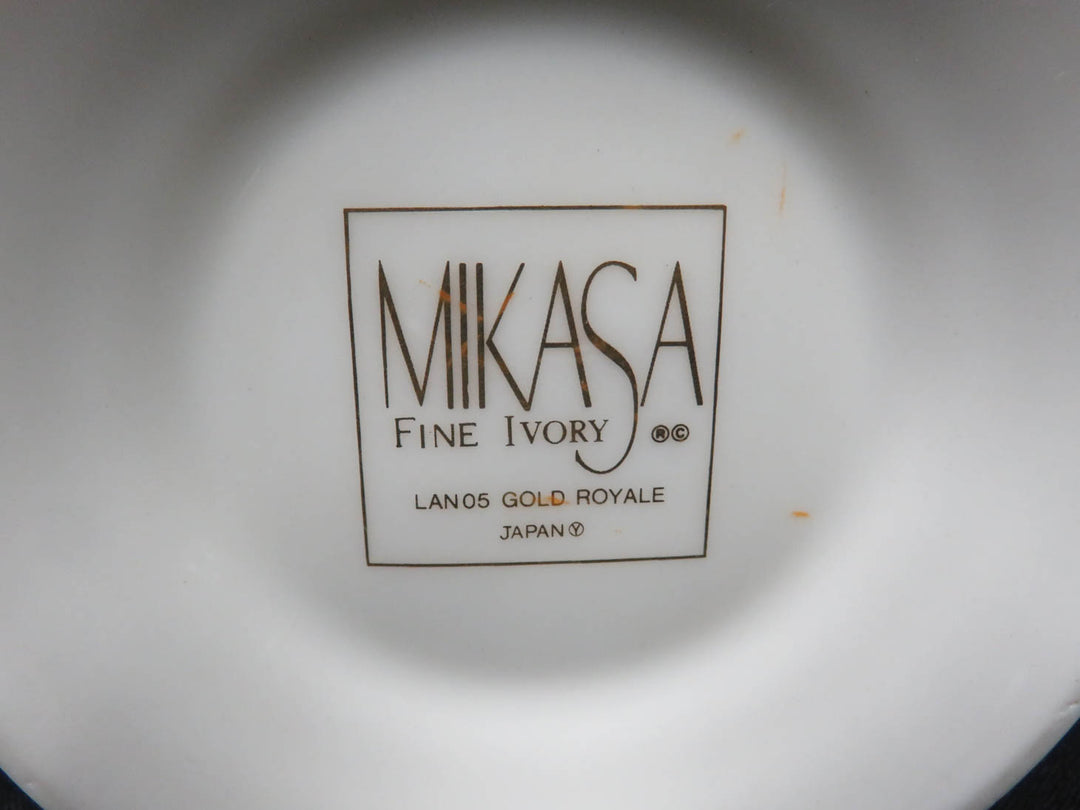 MIKASA
FINE IVORY ®©
LAN05 GOLD ROYALE
JAPAN Ⓨ